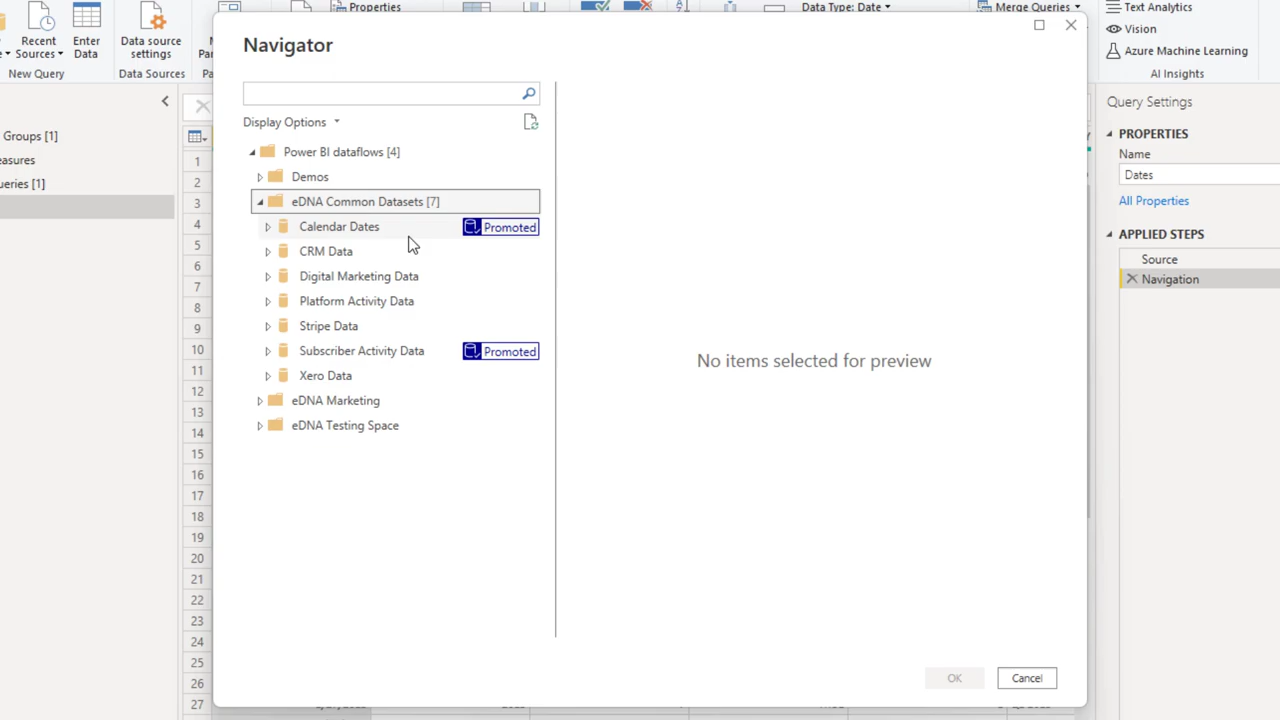 Recent
Sources
Enter
Data
New Query
Data source
settings
Data Sources
Properties
Data Type: Date
Merge Queries
Text Analytics
Vision
Azure Machine Learning
AI Insights
Groups [1]
1
2
3
4
5
6
7
8
9
10
11
12
13
14
15
16
17
18
19
20
21
22
23
24
25
26
27
Navigator
Display Options
Power BI dataflows [4]
Demos
eDNA Common Datasets [7]
Calendar Dates Promoted
CRM Data
Digital Marketing Data
Platform Activity Data
Stripe Data
Subscriber Activity Data Promoted
Xero Data
eDNA Marketing
eDNA Testing Space
No items selected for preview
OK
Cancel
Query Settings
PROPERTIES
Name
Dates
All Properties
APPLIED STEPS
Source
Navigation